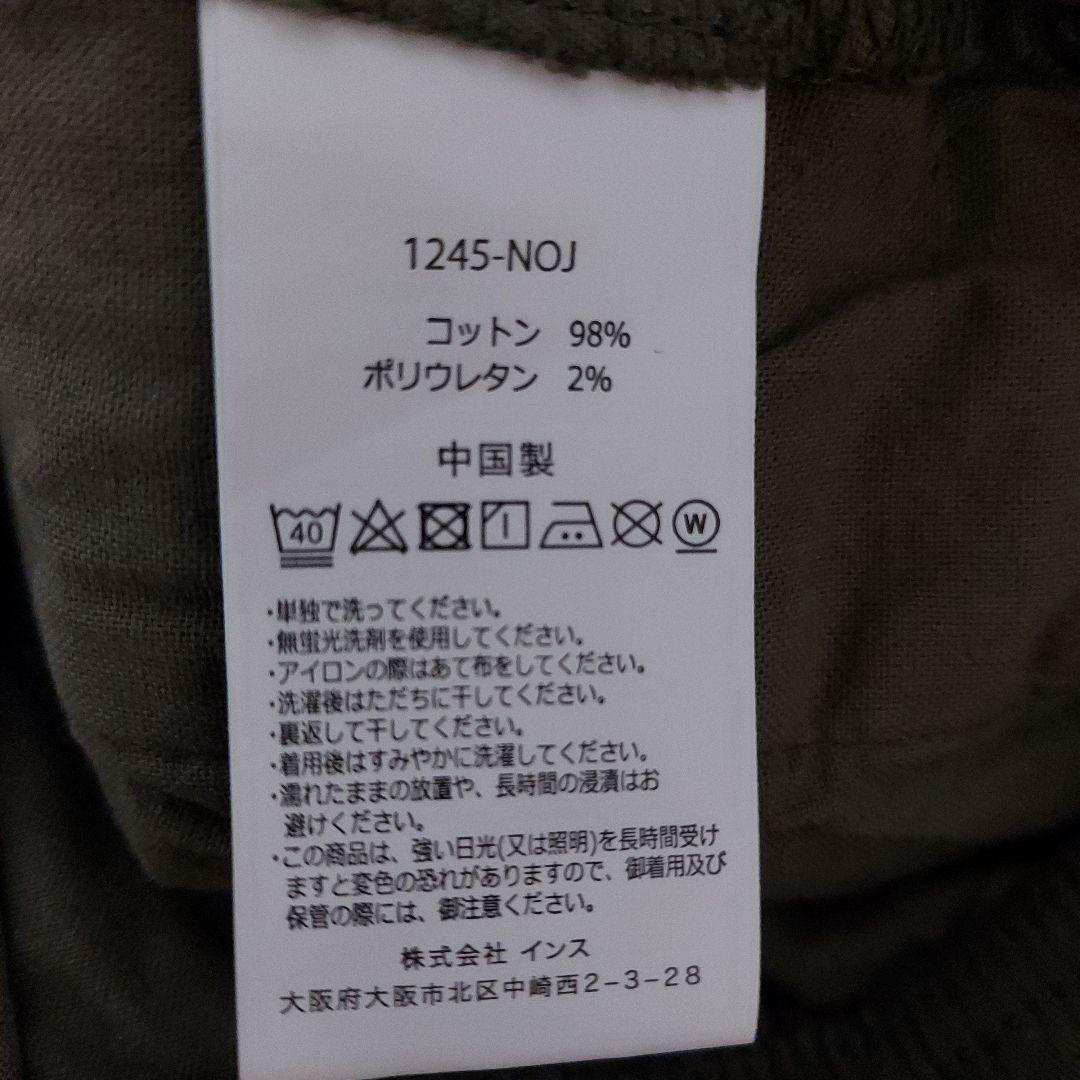 1245-NOJ
コットン 98%
ポリウレタン 2%
中国製
40 W
・単独で洗ってください。
・無蛍光洗剤を使用してください。
・アイロンの際はあて布をしてください。
・洗濯後はただちに干してください。
・裏返して干してください。
・着用後はすみやかに洗濯してください。
・濡れたままの放置や、長時間の浸漬はお
避けください。
・この商品は、強い日光(又は照明)を長時間受け
ますと変色の恐れがありますので、御着用及び
保管の際には、御注意ください。
株式会社 インス
大阪府大阪市北区中崎西2-3-28